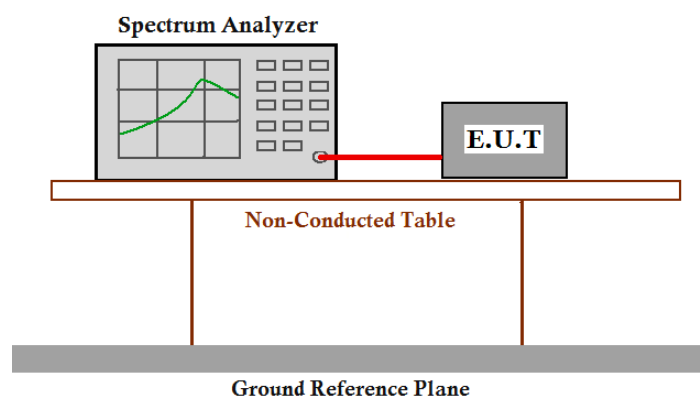 Spectrum Analyzer
E.U.T
Non-Conducted Table
Ground Reference Plane